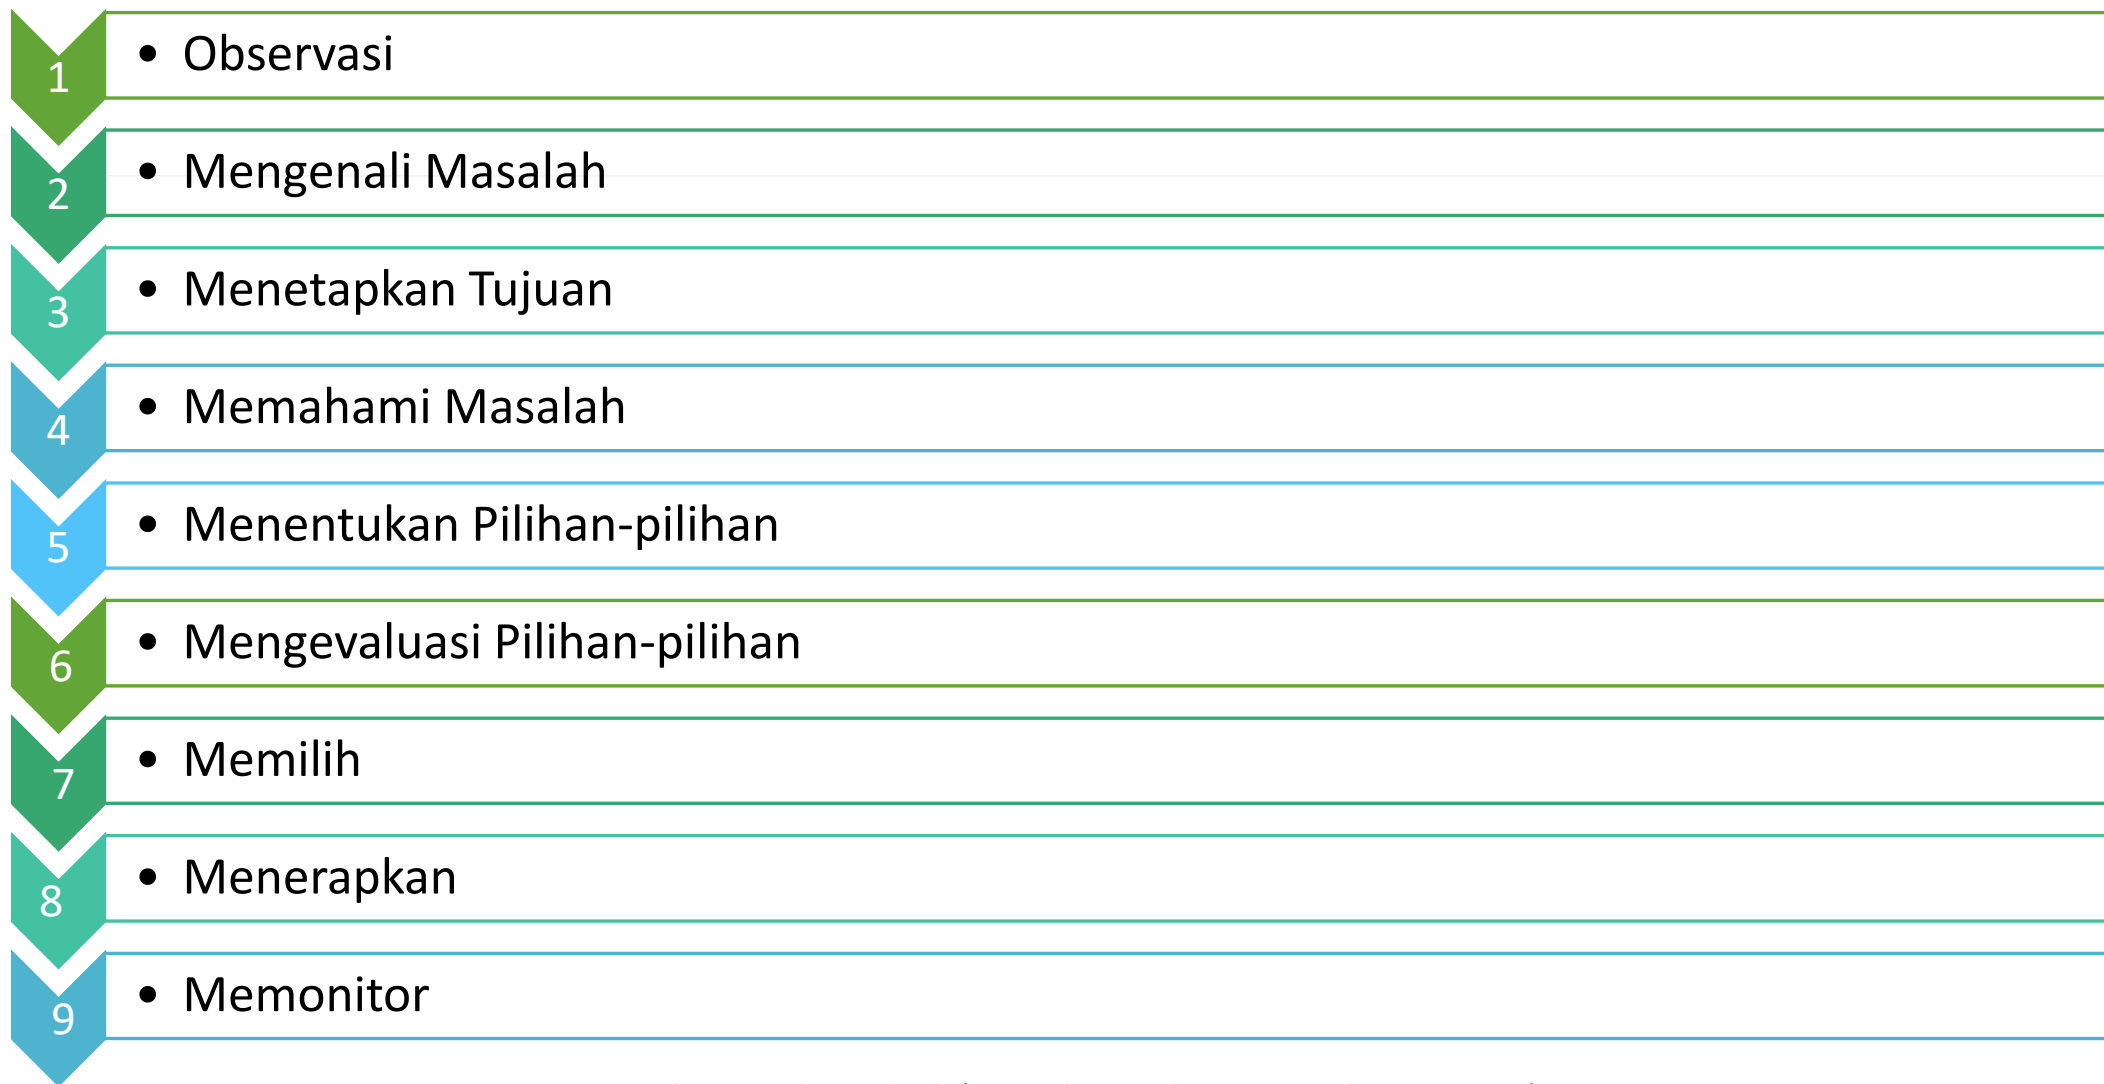 1
• Observasi
2
• Mengenali Masalah
3
• Menetapkan Tujuan
4
• Memahami Masalah
5
• Menentukan Pilihan-pilihan
6
• Mengevaluasi Pilihan-pilihan
7
• Memilih
8
• Menerapkan
9
• Memonitor